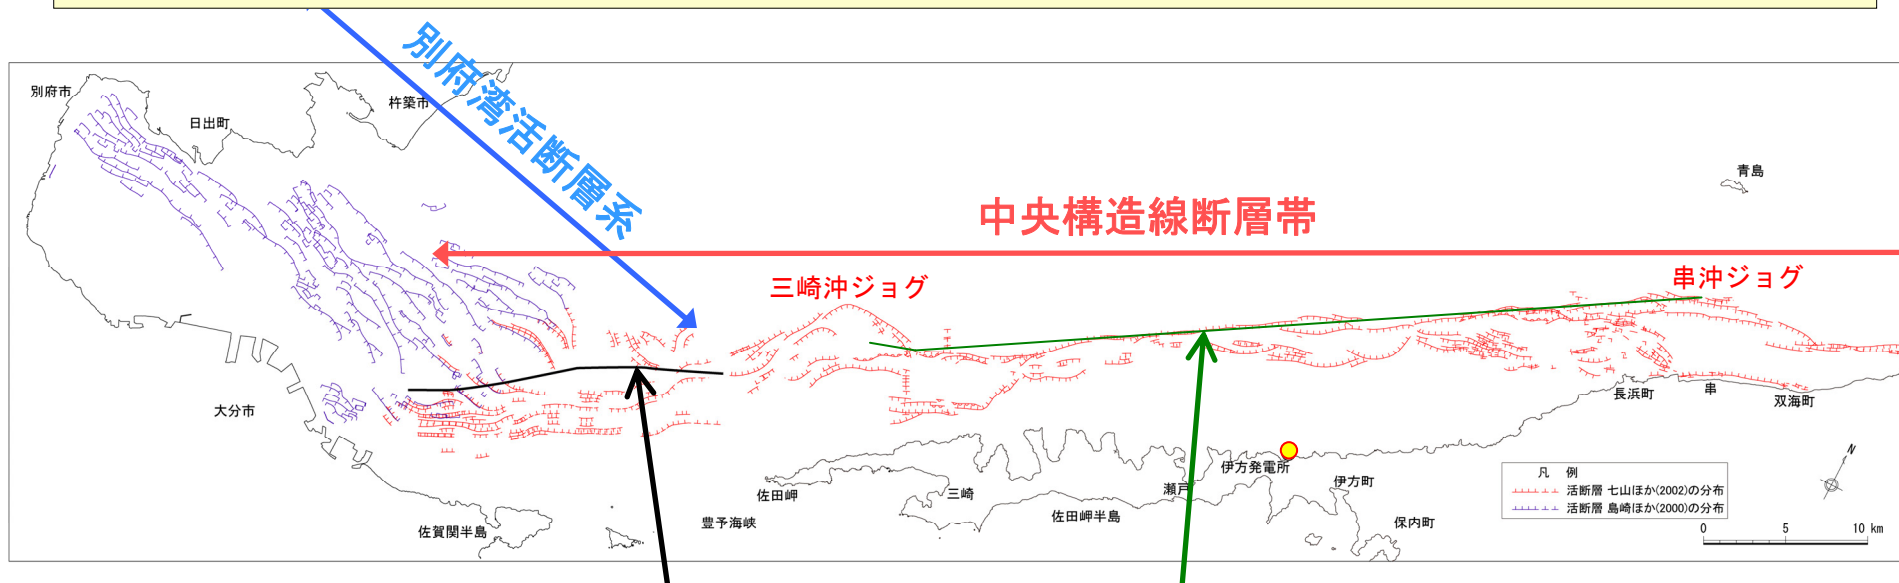 別府湾活断層系
別府市
杵築市
日出町
青島
中央構造線断層帯
三崎沖ジョグ
串沖ジョグ
大分市
長浜町
串
双海町
伊方発電所
佐田岬
三崎
瀬戸
伊方町
豊予海峡
佐田岬半島
保内町
佐賀関半島
N
凡 例
活断層 七山ほか(2002)の分布
活断層 島崎ほか(2000)の分布
0 5 10 km